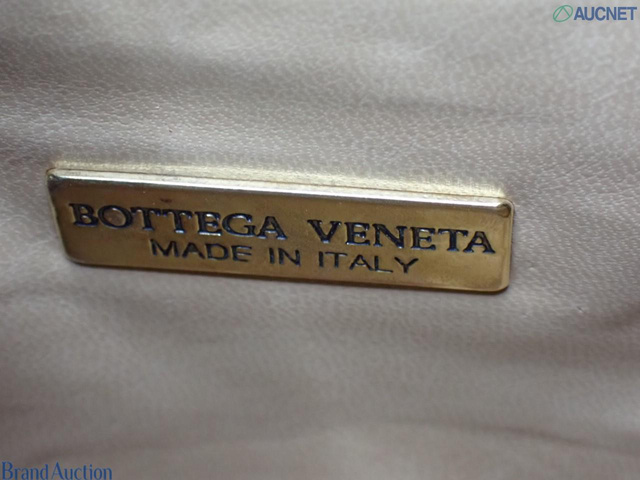 AUCNET
BOTTEGA VENETA
MADE IN ITALY
BrandAuction